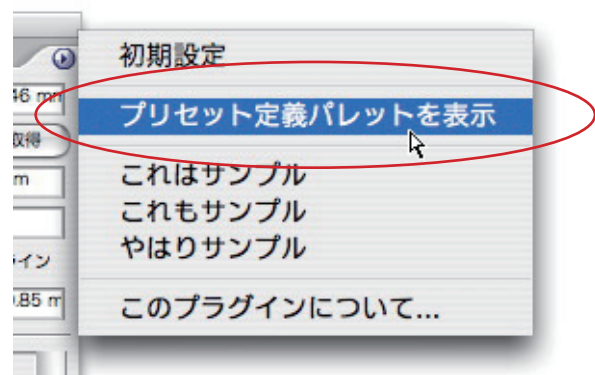 初期設定
プリセット定義パレットを表示
これはサンプル
これもサンプル
やはりサンプル
このプラグインについて...
46 mm
取得
m
イン
.85 m